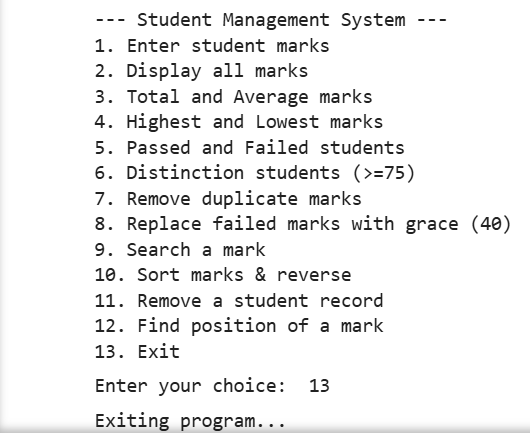 --- Student Management System ---
1. Enter student marks
2. Display all marks
3. Total and Average marks
4. Highest and Lowest marks
5. Passed and Failed students
6. Distinction students (>=75)
7. Remove duplicate marks
8. Replace failed marks with grace (40)
9. Search a mark
10. Sort marks & reverse
11. Remove a student record
12. Find position of a mark
13. Exit
Enter your choice:  13
Exiting program...